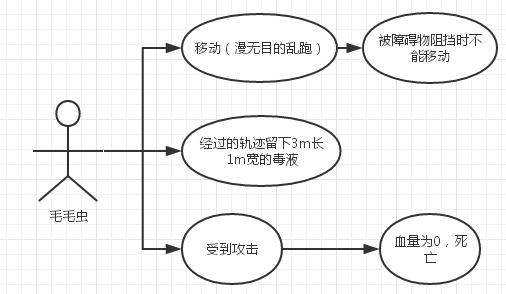 移动（漫无目的乱跑）
被障碍物阻挡时不
能移动
经过的轨迹留下3m长
1m宽的毒液
毛毛虫
受到攻击
血量为0，死
亡